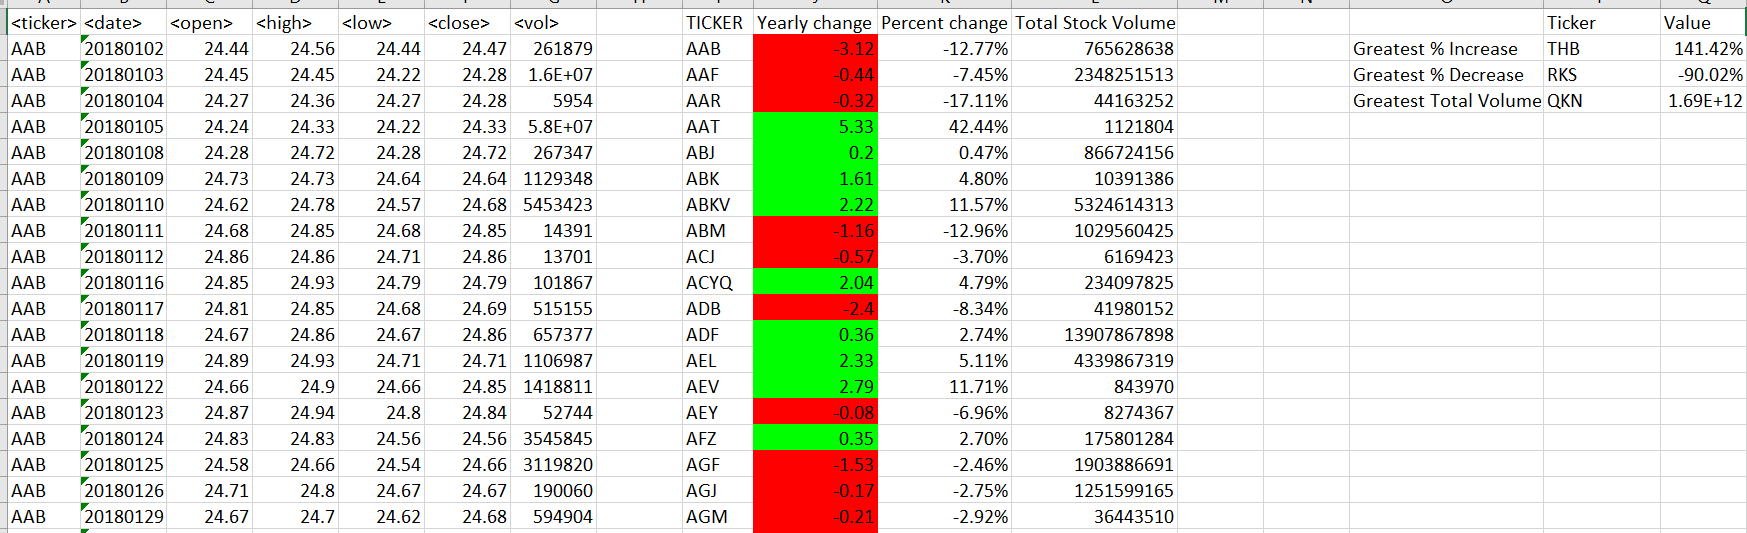 <ticker> <date> <open> <high> <low> <close> <vol> TICKER Yearly change Percent change Total Stock Volume Ticker Value
AAB 20180102 24.44 24.56 24.44 24.47 261879 AAB -3.12 -12.77% 765628638 Greatest % Increase THB 141.42%
AAB 20180103 24.45 24.45 24.22 24.28 1.6E+07 AAF -0.44 -7.45% 2348251513 Greatest % Decrease RKS -90.02%
AAB 20180104 24.27 24.36 24.27 24.28 5954 AAR -0.32 -17.11% 44163252 Greatest Total Volume QKN 1.69E+12
AAB 20180105 24.24 24.33 24.22 24.33 5.8E+07 AAT 5.33 42.44% 1121804
AAB 20180108 24.28 24.72 24.28 24.72 267347 ABJ 0.2 0.47% 866724156
AAB 20180109 24.73 24.73 24.64 24.64 1129348 ABK 1.61 4.80% 10391386
AAB 20180110 24.62 24.78 24.57 24.68 5453423 ABKV 2.22 11.57% 5324614313
AAB 20180111 24.68 24.85 24.68 24.85 14391 ABM -1.16 -12.96% 1029560425
AAB 20180112 24.86 24.86 24.71 24.86 13701 ACJ -0.57 -3.70% 6169423
AAB 20180116 24.85 24.93 24.79 24.79 101867 ACYQ 2.04 4.79% 234097825
AAB 20180117 24.81 24.85 24.68 24.69 515155 ADB -2.4 -8.34% 41980152
AAB 20180118 24.67 24.86 24.67 24.86 657377 ADF 0.36 2.74% 13907867898
AAB 20180119 24.89 24.93 24.71 24.71 1106987 AEL 2.33 5.11% 4339867319
AAB 20180122 24.66 24.9 24.66 24.85 1418811 AEV 2.79 11.71% 843970
AAB 20180123 24.87 24.94 24.8 24.84 52744 AEY -0.08 -6.96% 8274367
AAB 20180124 24.83 24.83 24.56 24.56 3545845 AFZ 0.35 2.70% 175801284
AAB 20180125 24.58 24.66 24.54 24.66 3119820 AGF -1.53 -2.46% 1903886691
AAB 20180126 24.71 24.8 24.67 24.67 190060 AGJ -0.17 -2.75% 1251599165
AAB 20180129 24.67 24.7 24.62 24.68 594904 AGM -0.21 -2.92% 36443510